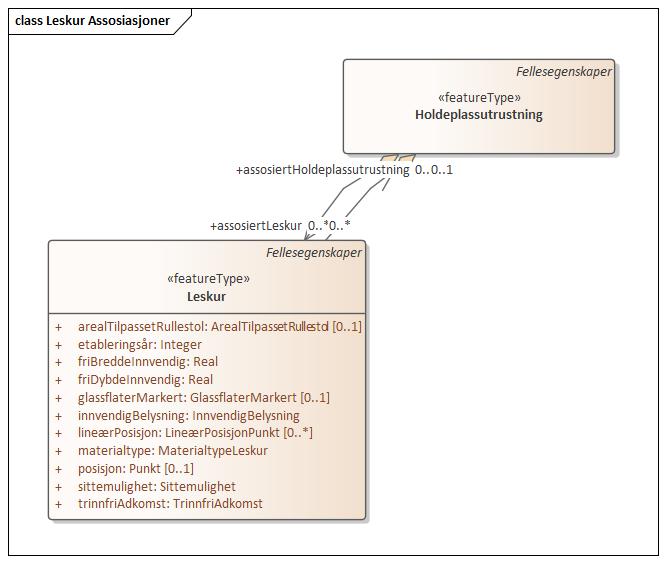 class Leskur Assosiasjoner
Fellesegenskaper
«featureType»
Holdeplassutrustning
+assosiertHoldeplassutrustning 0..0..1
+assosiertLeskur 0..*0..*
Fellesegenskaper
«featureType»
Leskur
+ arealTilpassetRullestol: ArealTilpassetRullestol [0..1]
+ etableringsår: Integer
+ friBreddeInnvendig: Real
+ friDybdeInnvendig: Real
+ glassflaterMarkert: GlassflaterMarkert [0..1]
+ innvendigBelysning: InnvendigBelysning
+ lineærPosisjon: LineærPosisjonPunkt [0..*]
+ materialtype: MaterialtypeLeskur
+ posisjon: Punkt [0..1]
+ sittemulighet: Sittemulighet
+ trinnfriAdkomst: TrinnfriAdkomst